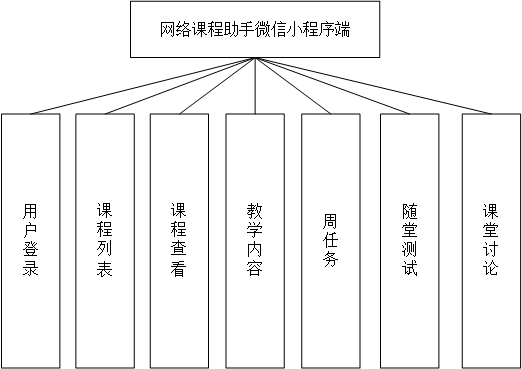 网络课程助手微信小程序端
用户登录
课程列表
课程查看
教学内容
周任务
随堂测试
课堂讨论